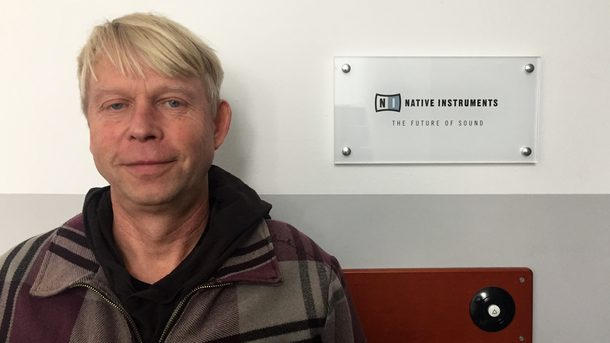 NI NATIVE INSTRUMENTS
THE FUTURE OF SOUND